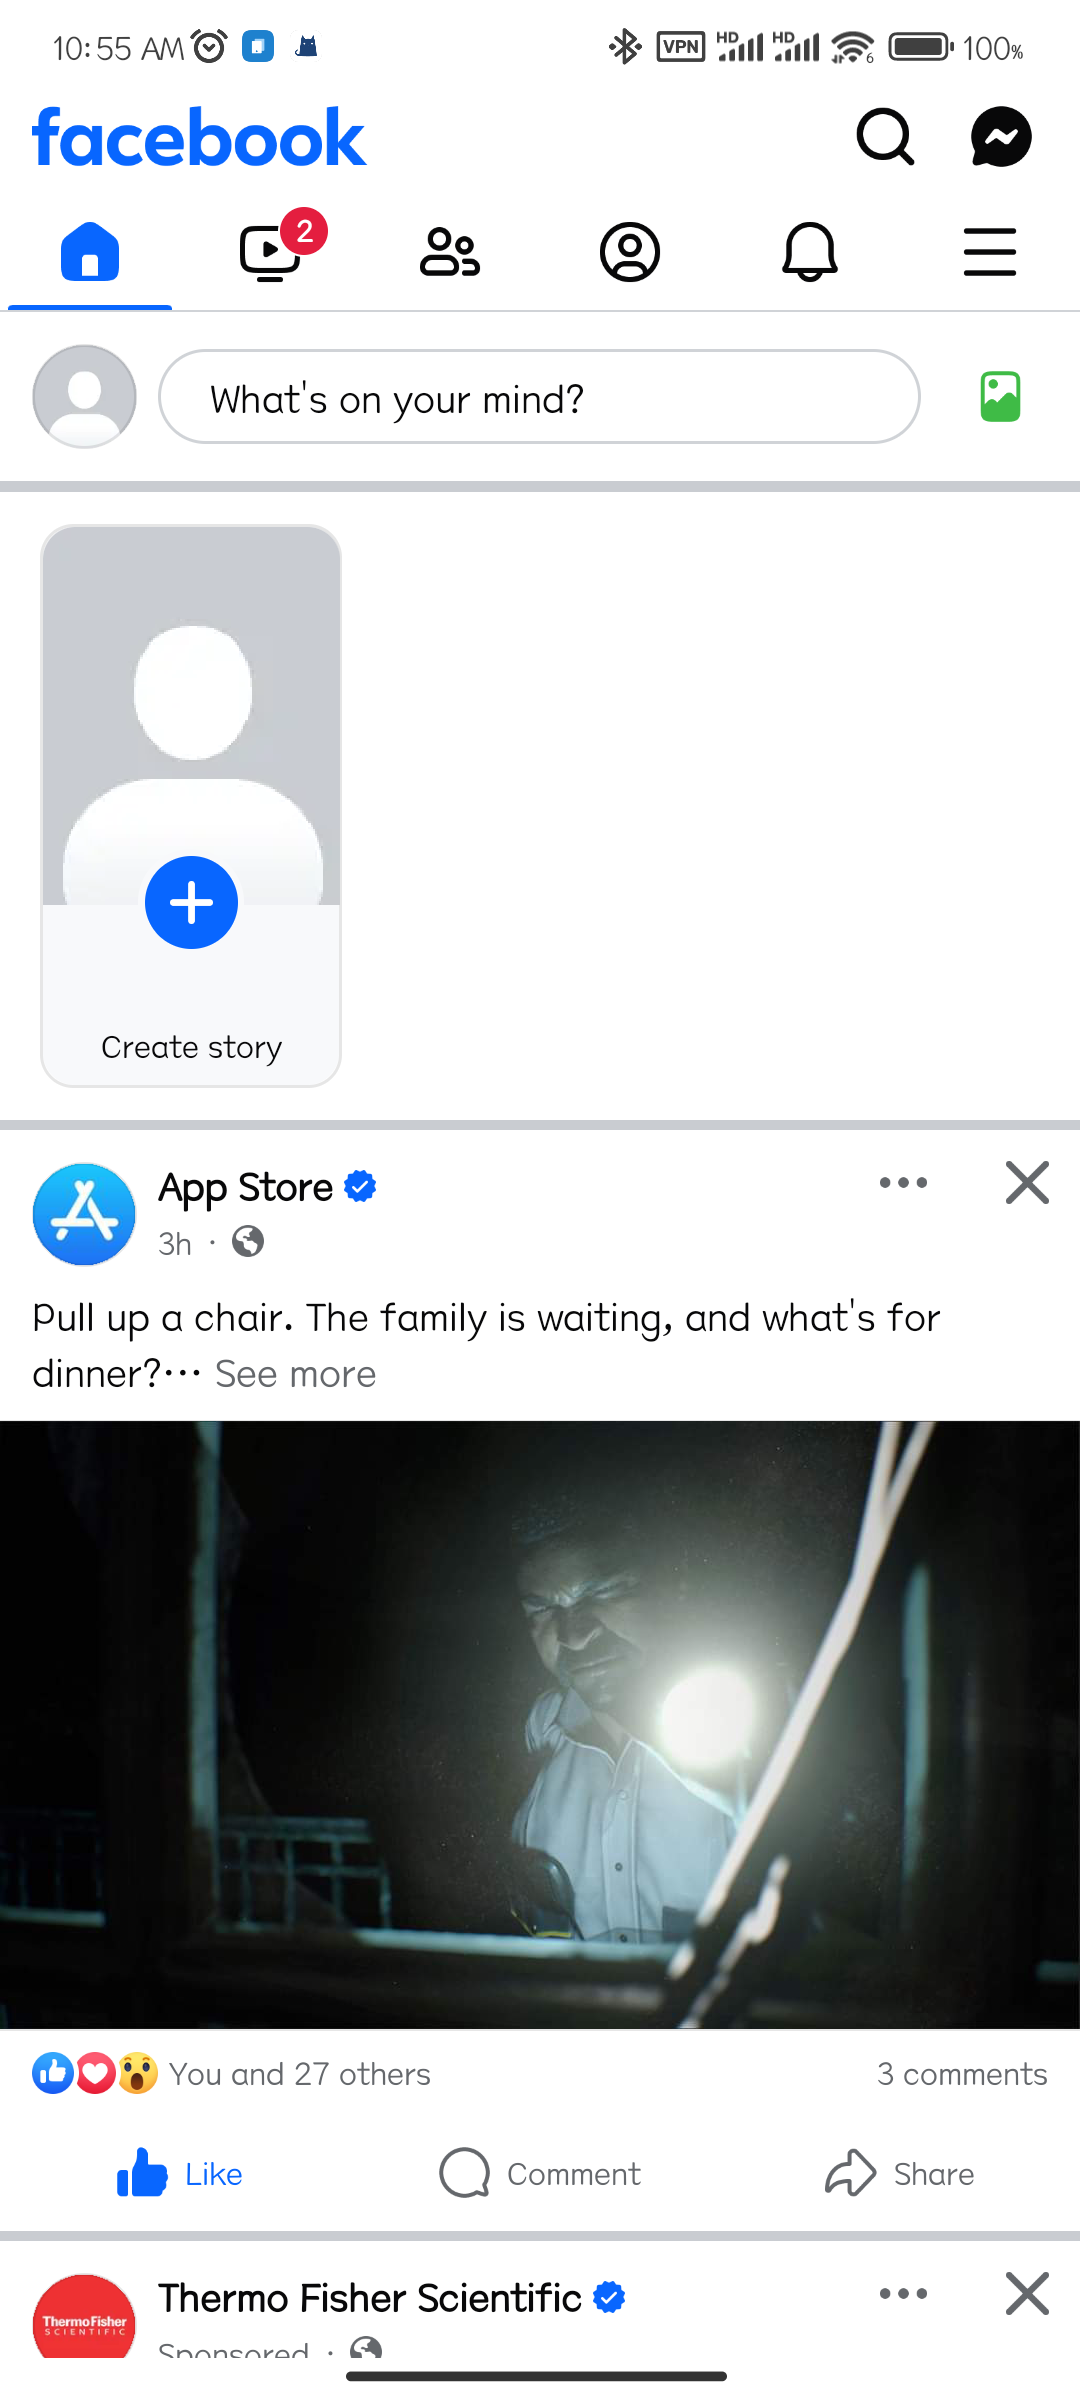 10:55 AM
VPN
HD
HD
6
100%
facebook
2
What's on your mind?
Create story
App Store
3h ·
Pull up a chair. The family is waiting, and what's for
dinner?... See more
You and 27 others
3 comments
Like
Comment
Share
Thermo Fisher Scientific
ThermoFisher
SCIENTIFIC
Sponsored ·